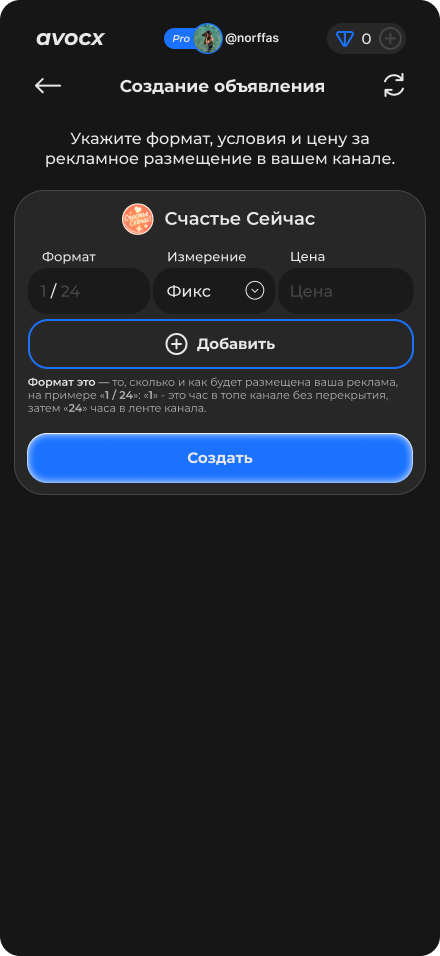 avocx
Pro @norffas 0
Создание объявления
Укажите формат, условия и цену за
рекламное размещение в вашем канале.
Счастье Сейчас
Формат Измерение Цена
1 / 24 Фикс Цена
Добавить
Формат это — то, сколько и как будет размещена ваша реклама,
на примере «1 / 24»: «1» - это час в топе канале без перекрытия,
затем «24» часа в ленте канала.
Создать